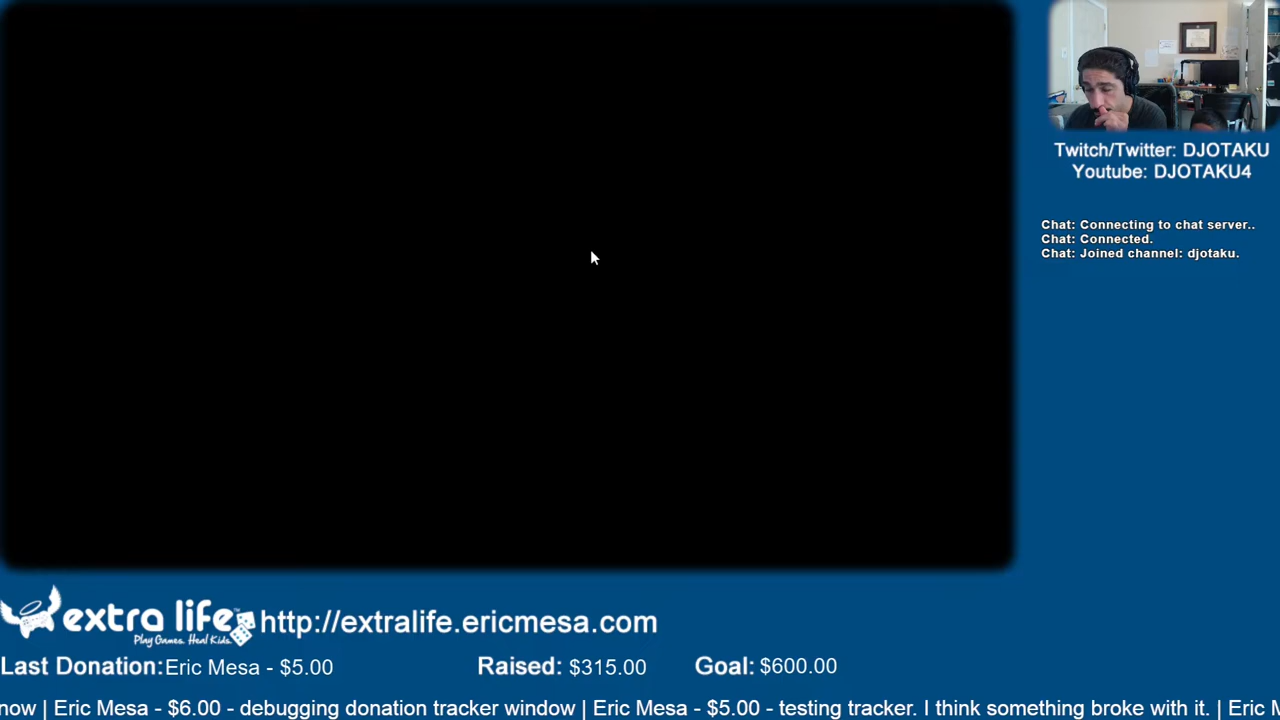 Twitch/Twitter: DJOTAKU
Youtube: DJOTAKU4
Chat: Connecting to chat server..
Chat: Connected.
Chat: Joined channel: djotaku.
extra life
Play Games. Heal Kids.
http://extralife.ericmesa.com
Last Donation: Eric Mesa - $5.00
Raised: $315.00
Goal: $600.00
now | Eric Mesa - $6.00 - debugging donation tracker window | Eric Mesa - $5.00 - testing tracker. I think something broke with it. | Eric